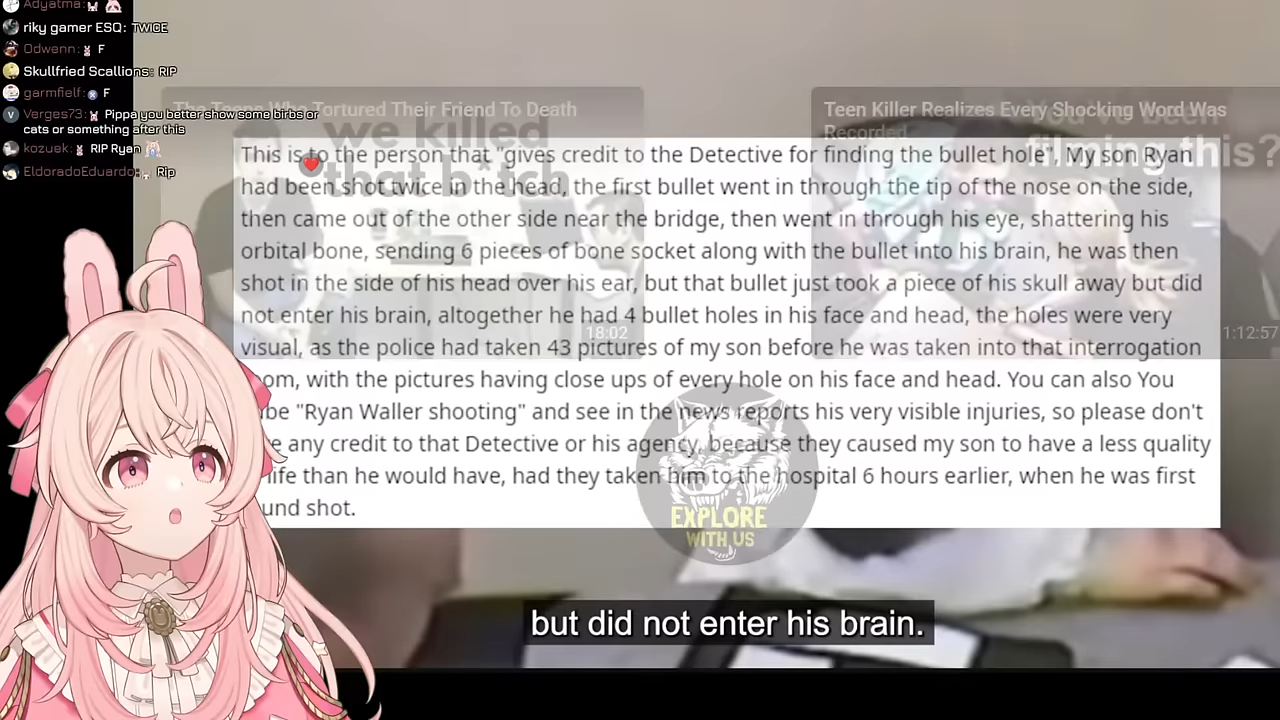 Adyatma:
riky gamer ESQ: TWICE
Odwenn: F
Skullfried Scallions: RIP
garmfielf: F
Verges73: Pippa you better show some birbs or
cats or something after this
kozuek: RIP Ryan
EldoradoEduardo: Rip
The Teens Who Tortured Their Friend To Death
we killed
that b*tch
18:02
Teen Killer Realizes Every Shocking Word Was
Recorded
been
filming this?
1:12:57
This is to the person that "gives credit to the Detective for finding the bullet hole", My son Ryan
had been shot twice in the head, the first bullet went in through the tip of the nose on the side,
then came out of the other side near the bridge, then went in through his eye, shattering his
orbital bone, sending 6 pieces of bone socket along with the bullet into his brain, he was then
shot in the side of his head over his ear, but that bullet just took a piece of his skull away but did
not enter his brain, altogether he had 4 bullet holes in his face and head, the holes were very
visual, as the police had taken 43 pictures of my son before he was taken into that interrogation
om, with the pictures having close ups of every hole on his face and head. You can also You
be "Ryan Waller shooting" and see in the news reports his very visible injuries, so please don't
e any credit to that Detective or his agency, because they caused my son to have a less quality
life than he would have, had they taken him to the hospital 6 hours earlier, when he was first
und shot.
EXPLORE
WITH US
but did not enter his brain.